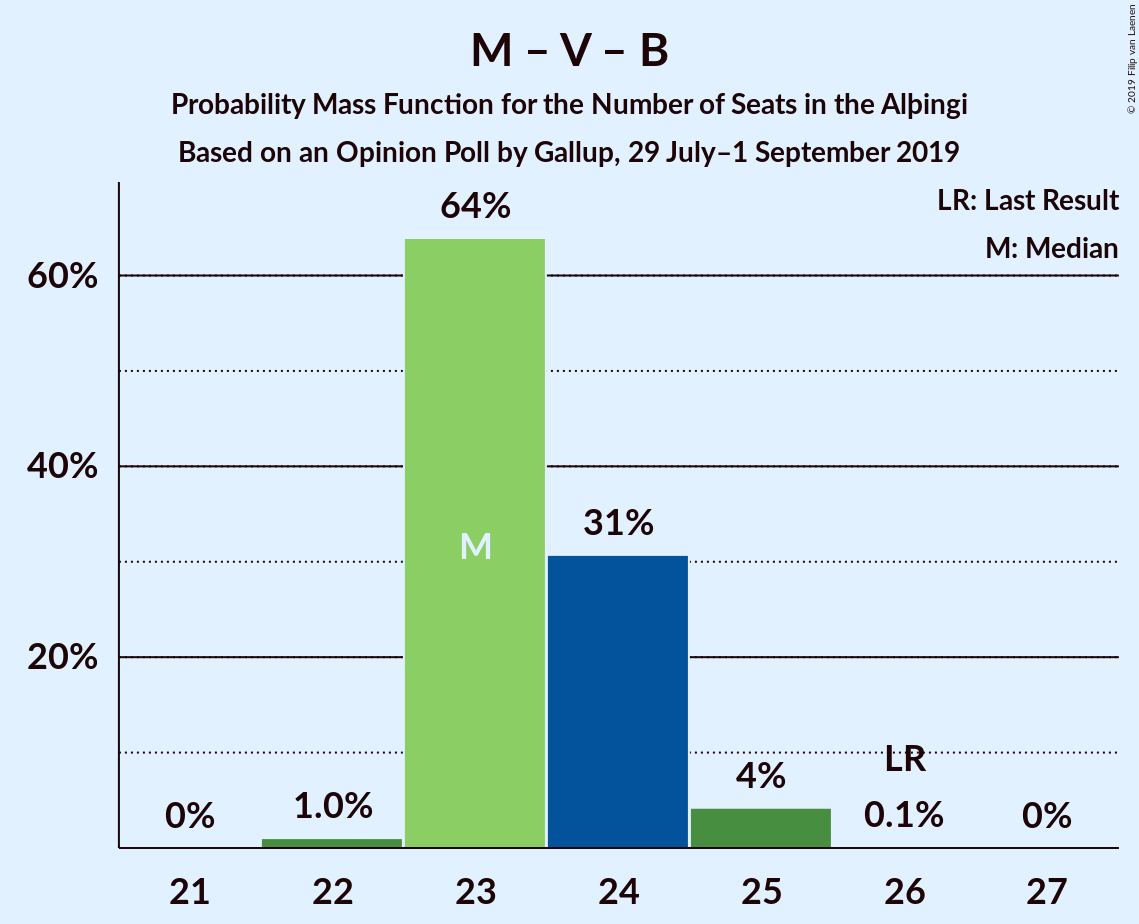 M – V – B
Probability Mass Function for the Number of Seats in the Alþingi
Based on an Opinion Poll by Gallup, 29 July–1 September 2019
© 2019 Filip van Laenen
LR: Last Result
M: Median
64%
60%
40%
31%
M
20%
LR
4%
1.0%
0%
0.1%
0%
21 22 23 24 25 26 27